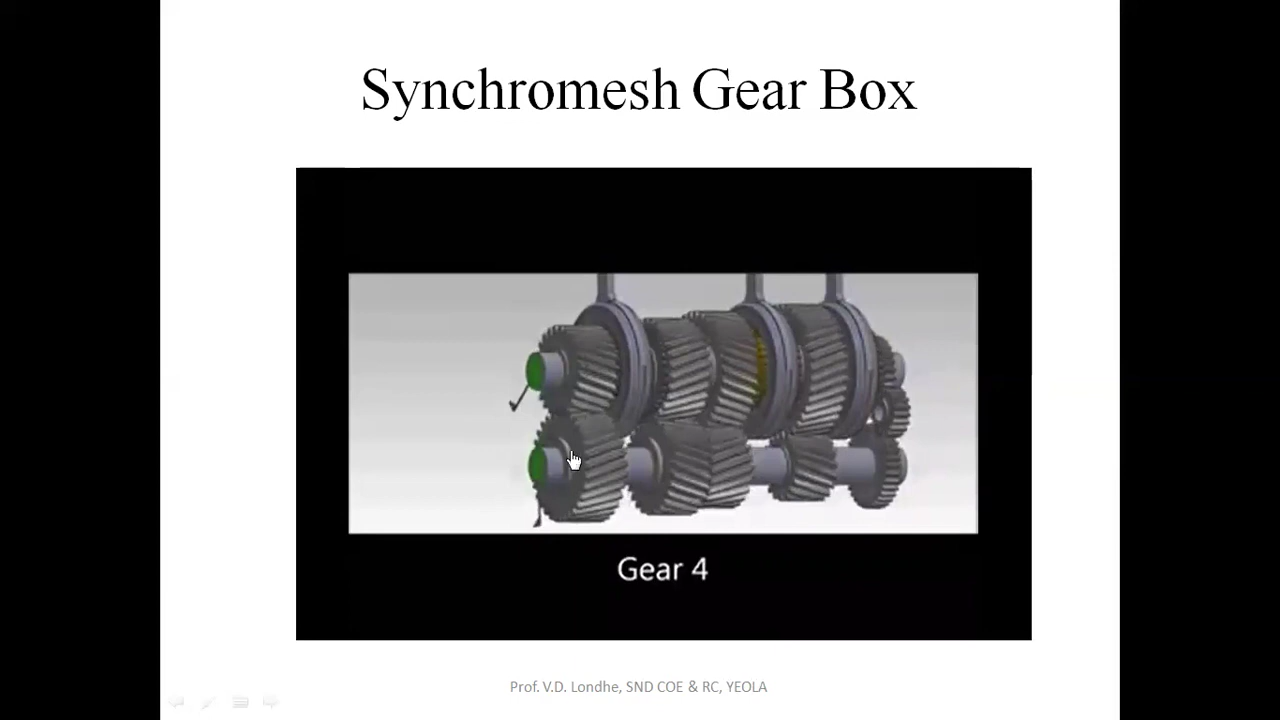 Synchromesh Gear Box
Gear 4
Prof. V.D. Londhe, SND COE & RC, YEOLA